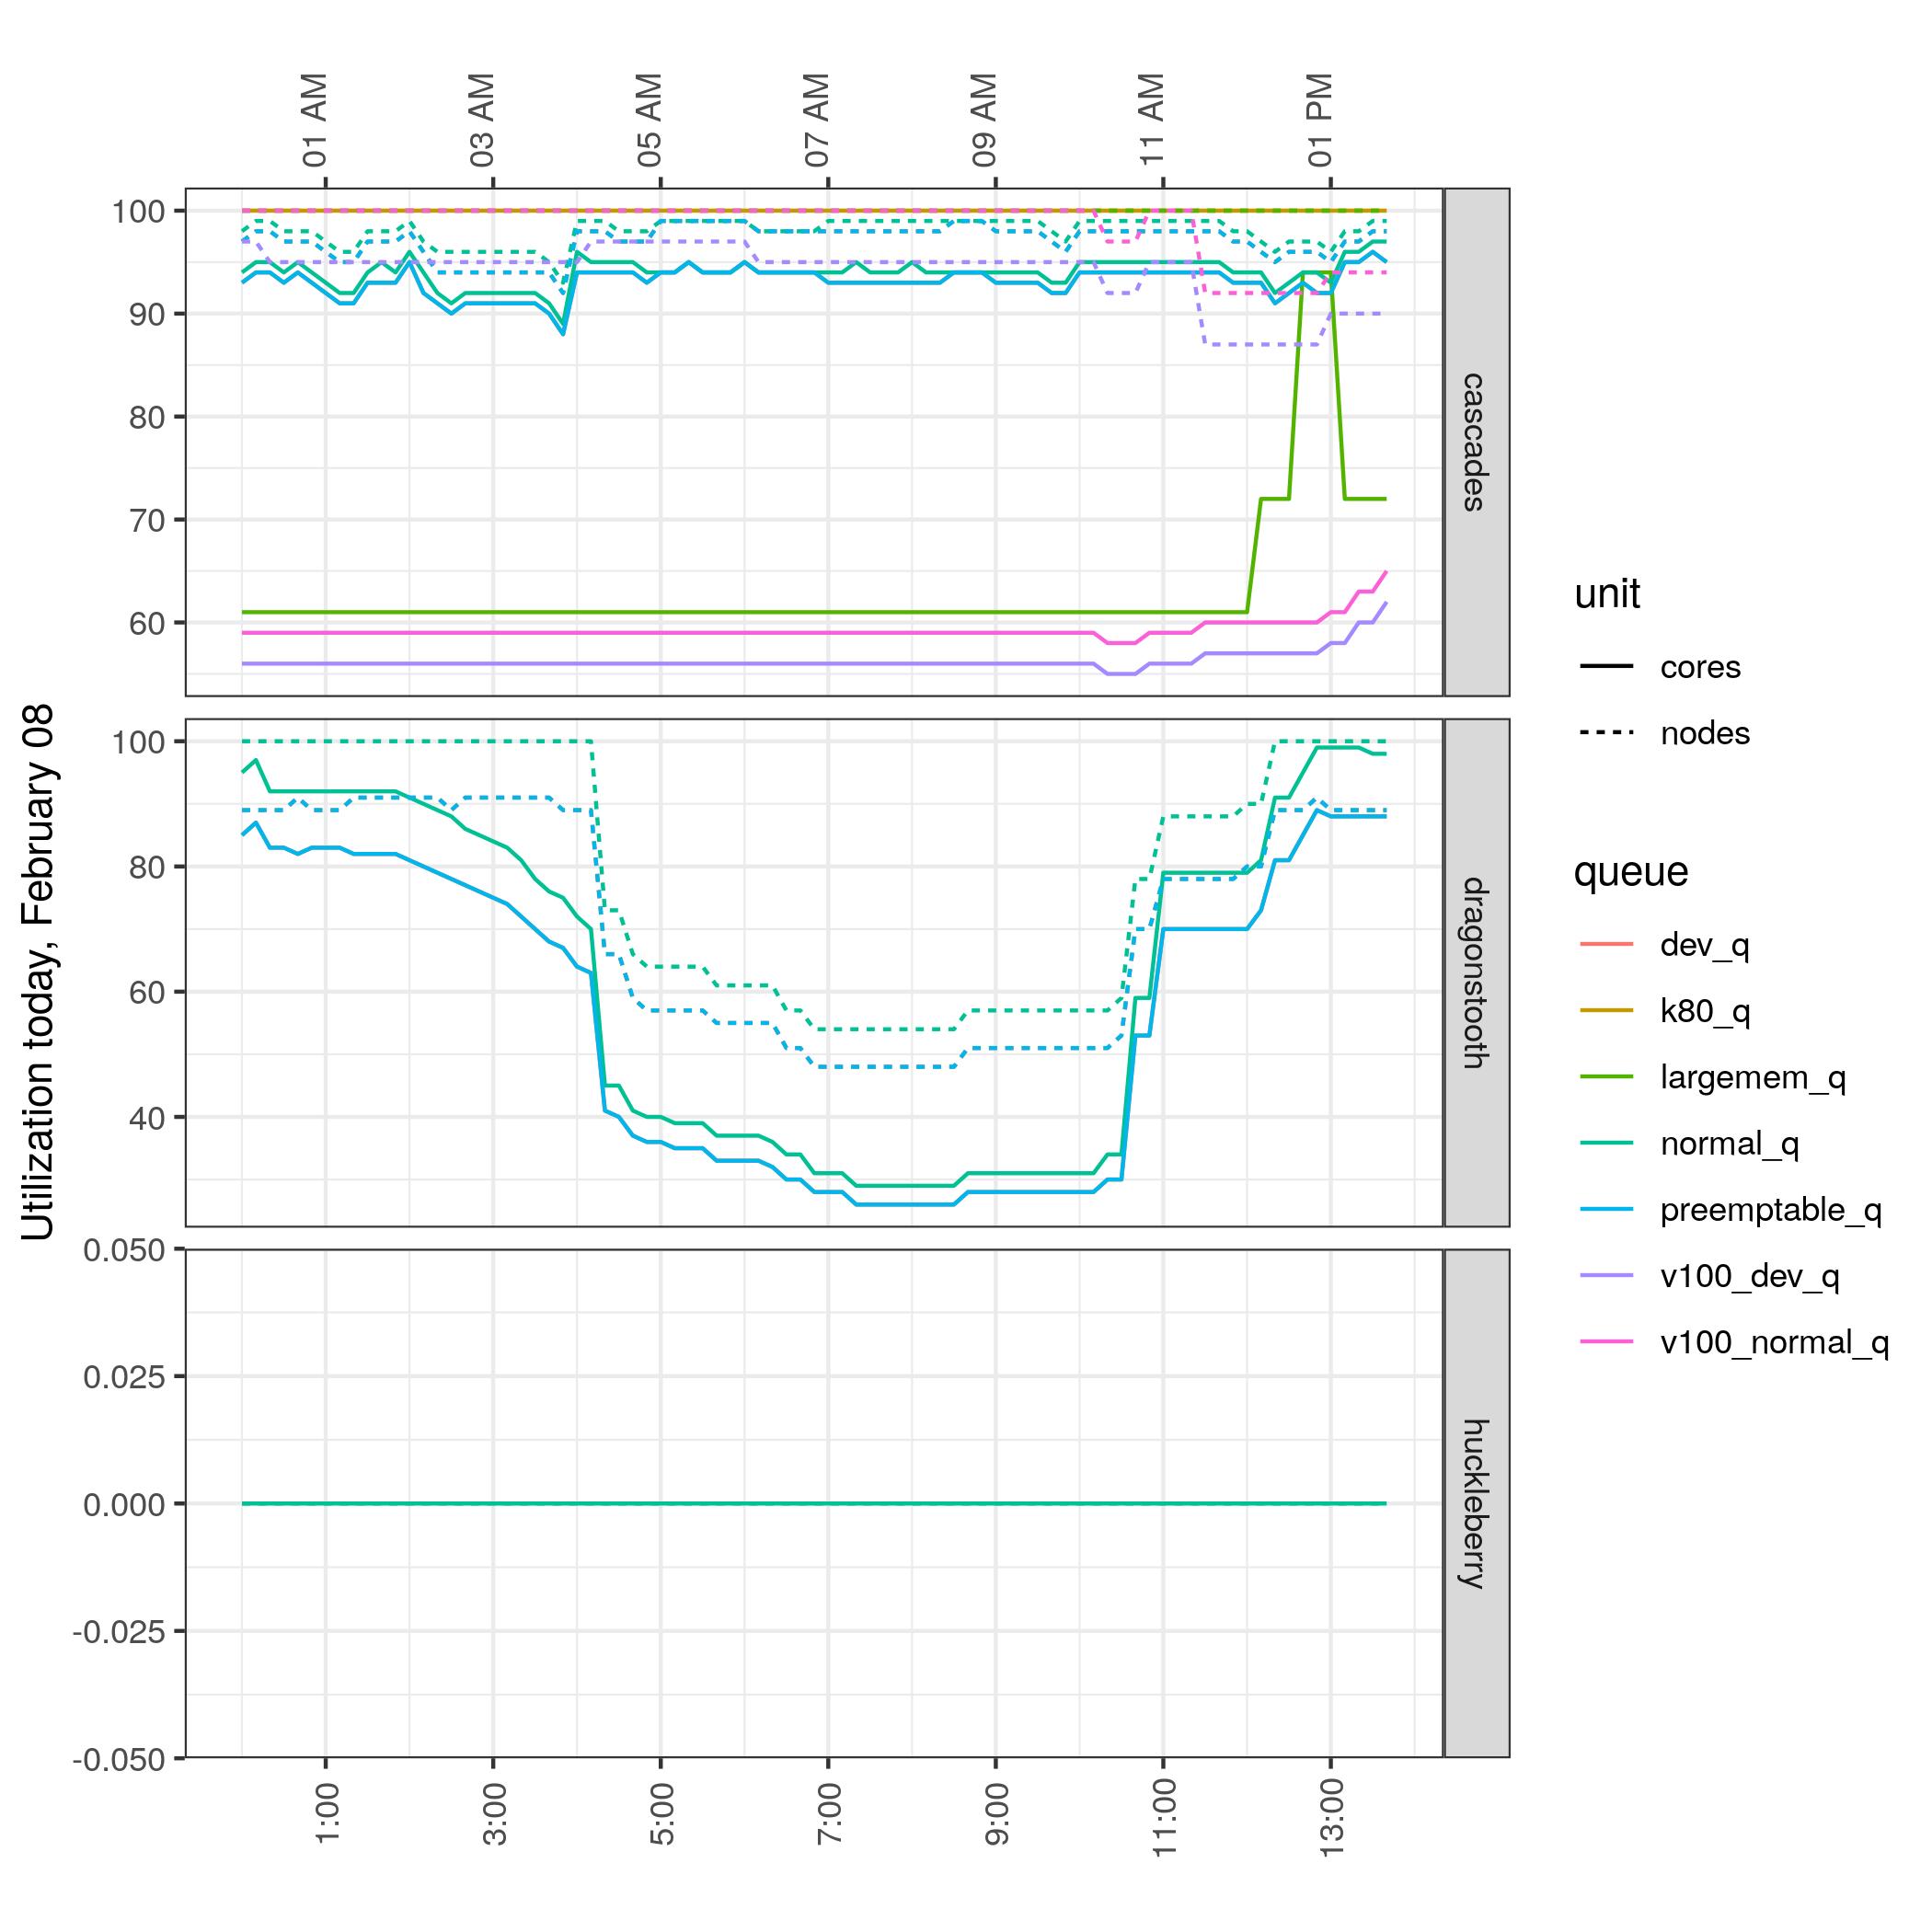 01 AM
03 AM
05 AM
07 AM
09 AM
11 AM
01 PM
Utilization today, February 08
100
90
80
70
60
cascades
100
80
60
40
dragonstooth
0.050
0.025
0.000
-0.025
-0.050
huckleberry
1:00
3:00
5:00
7:00
9:00
11:00
13:00
unit
cores
nodes
queue
dev_q
k80_q
largemem_q
normal_q
preemptable_q
v100_dev_q
v100_normal_q